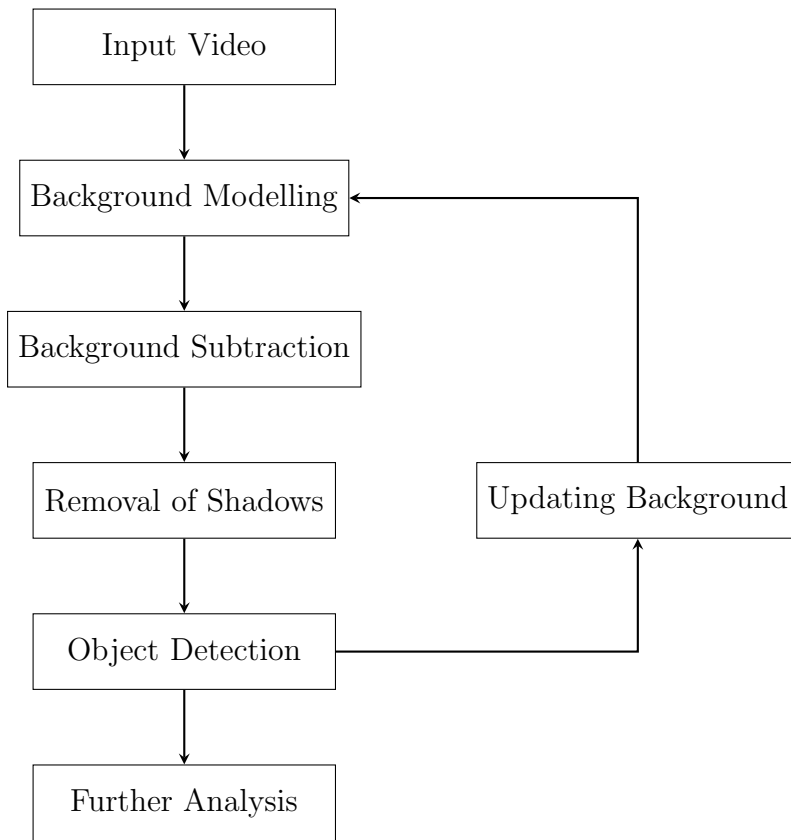 Input Video
Background Modelling
Background Subtraction
Removal of Shadows
Updating Background
Object Detection
Further Analysis